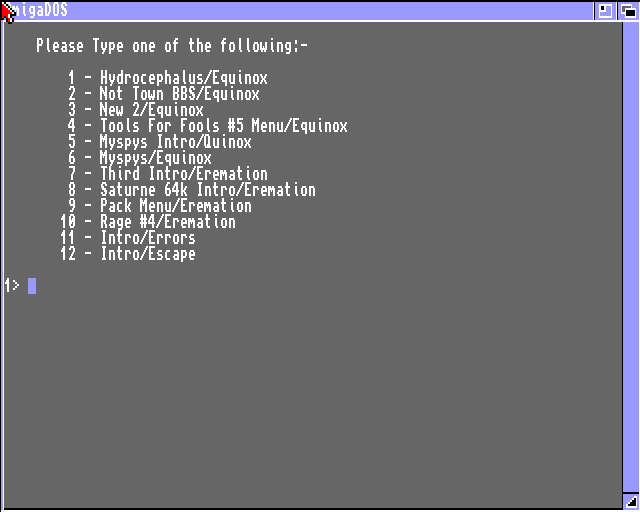 AmigaDOS
Please Type one of the following:-
1 - Hydrocephalus/Equinox
2 - Not Town BBS/Equinox
3 - New 2/Equinox
4 - Tools For Fools #5 Menu/Equinox
5 - Myspys Intro/Quinox
6 - Myspys/Equinox
7 - Third Intro/Eremation
8 - Saturne 64k Intro/Eremation
9 - Pack Menu/Eremation
10 - Rage #4/Eremation
11 - Intro/Errors
12 - Intro/Escape
1>